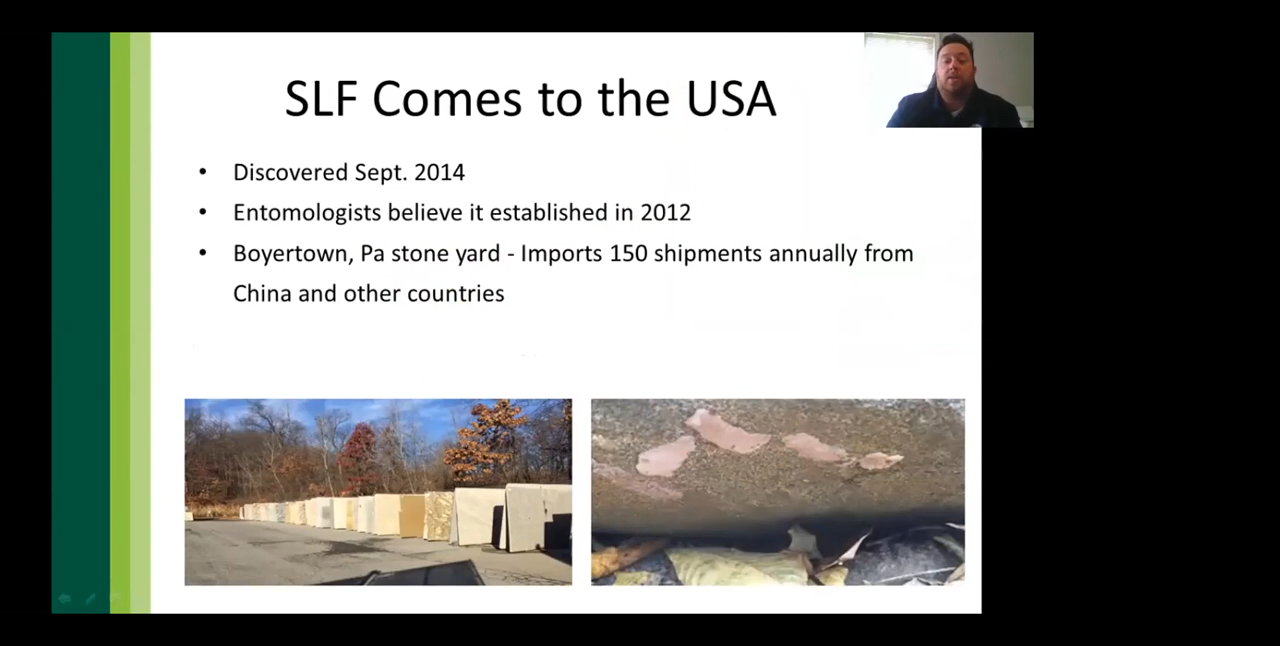 SLF Comes to the USA
• Discovered Sept. 2014
• Entomologists believe it established in 2012
• Boyertown, Pa stone yard - Imports 150 shipments annually from
China and other countries